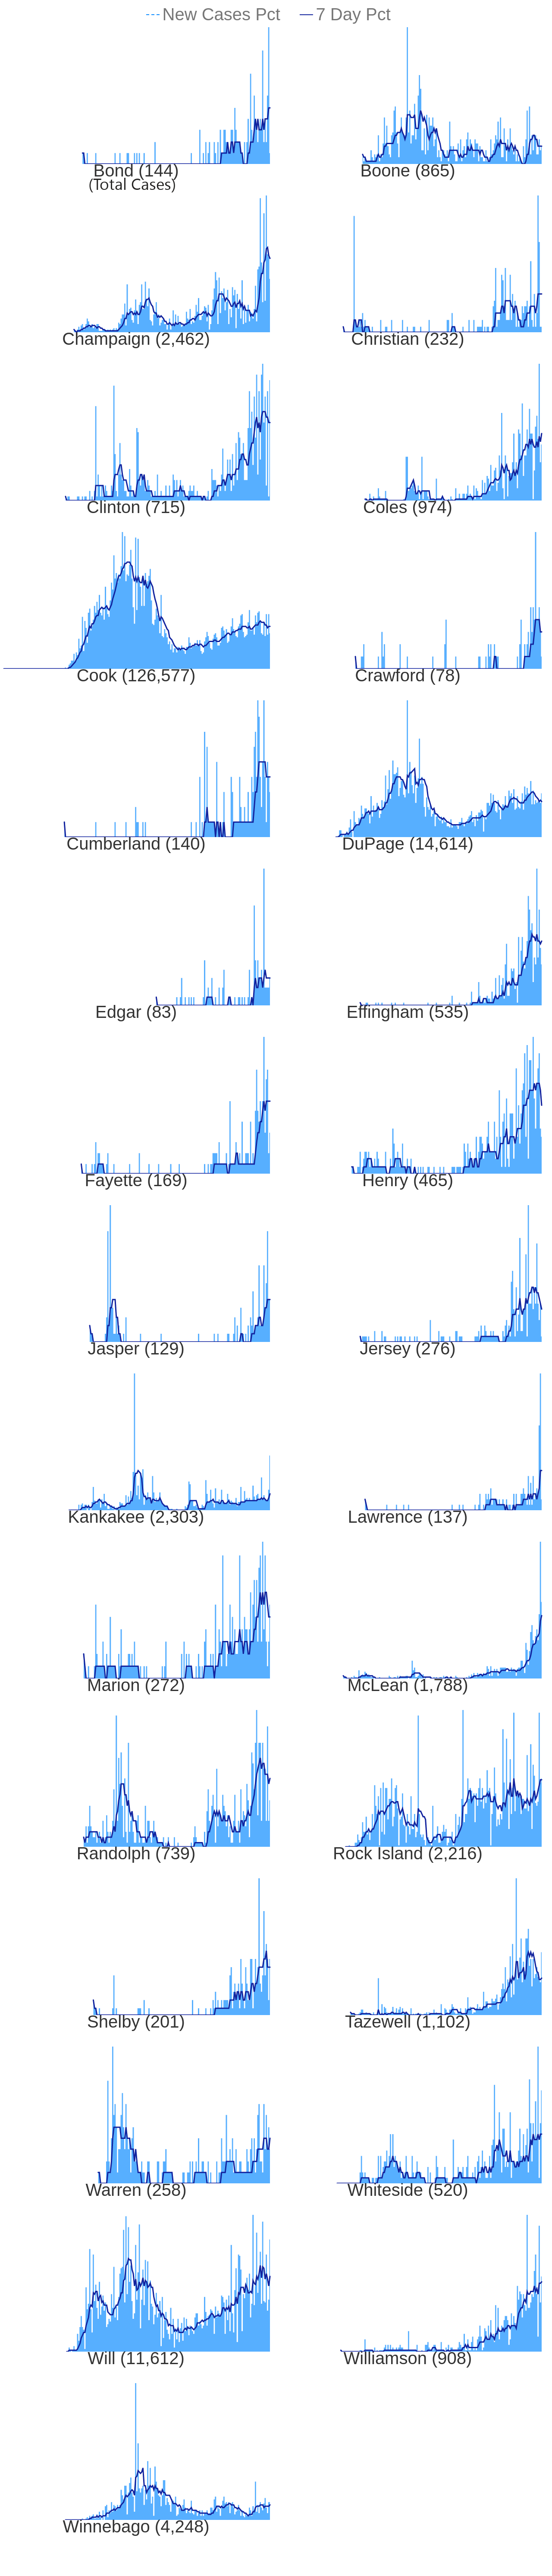 New Cases Pct 7 Day Pct
Bond (144) Boone (865)
(Total Cases)
Champaign (2,462) Christian (232)
Clinton (715) Coles (974)
Cook (126,577) Crawford (78)
Cumberland (140) DuPage (14,614)
Edgar (83) Effingham (535)
Fayette (169) Henry (465)
Jasper (129) Jersey (276)
Kankakee (2,303) Lawrence (137)
Marion (272) McLean (1,788)
Randolph (739) Rock Island (2,216)
Shelby (201) Tazewell (1,102)
Warren (258) Whiteside (520)
Will (11,612) Williamson (908)
Winnebago (4,248)